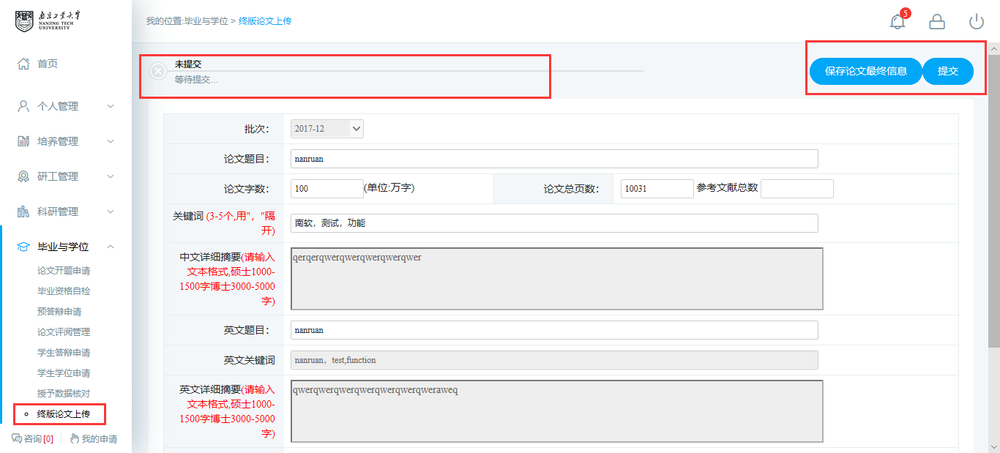 南京工业大学
NANJING TECH
UNIVERSITY
我的位置:毕业与学位 > 终版论文上传
5
首页
个人管理
培养管理
研工管理
科研管理
毕业与学位
论文开题申请
毕业资格自检
预答辩申请
论文评阅管理
学生答辩申请
学生学位申请
授予数据核对
终版论文上传
咨询[0] 我的申请
未提交
等待提交...
保存论文最终信息 提交
批次： 2017-12
论文题目： nanruan
论文字数： 100 (单位:万字) 论文总页数： 10031 参考文献总数
关键词 (3-5个,用"，"隔
开)
南软，测试，功能
中文详细摘要(请输入
文本格式,硕士1000-
1500字博士3000-5000
字)
qerqerqwerqwerqwerqwerqwer
英文题目： nanruan
英文关键词 nanruan，test,function
英文详细摘要(请输入
文本格式,硕士1000-
1500字博士3000-5000
字)
qwerqwerqwerqwerqwerqwerqweraweq